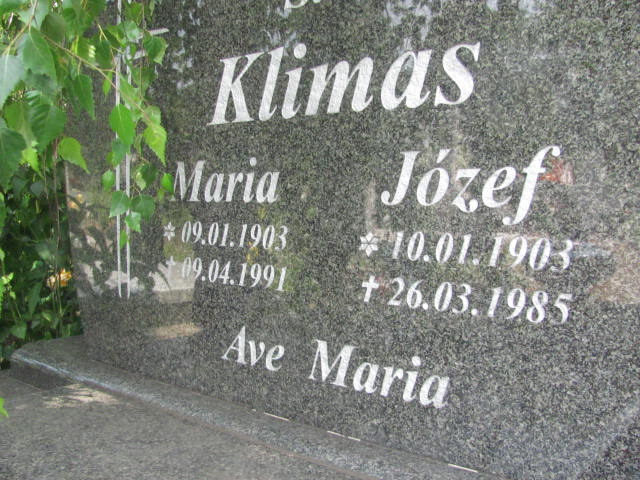 Klimas
Maria
* 09.01.1903
† 09.04.1991
Józef
* 10.01.1903
† 26.03.1985
Ave Maria